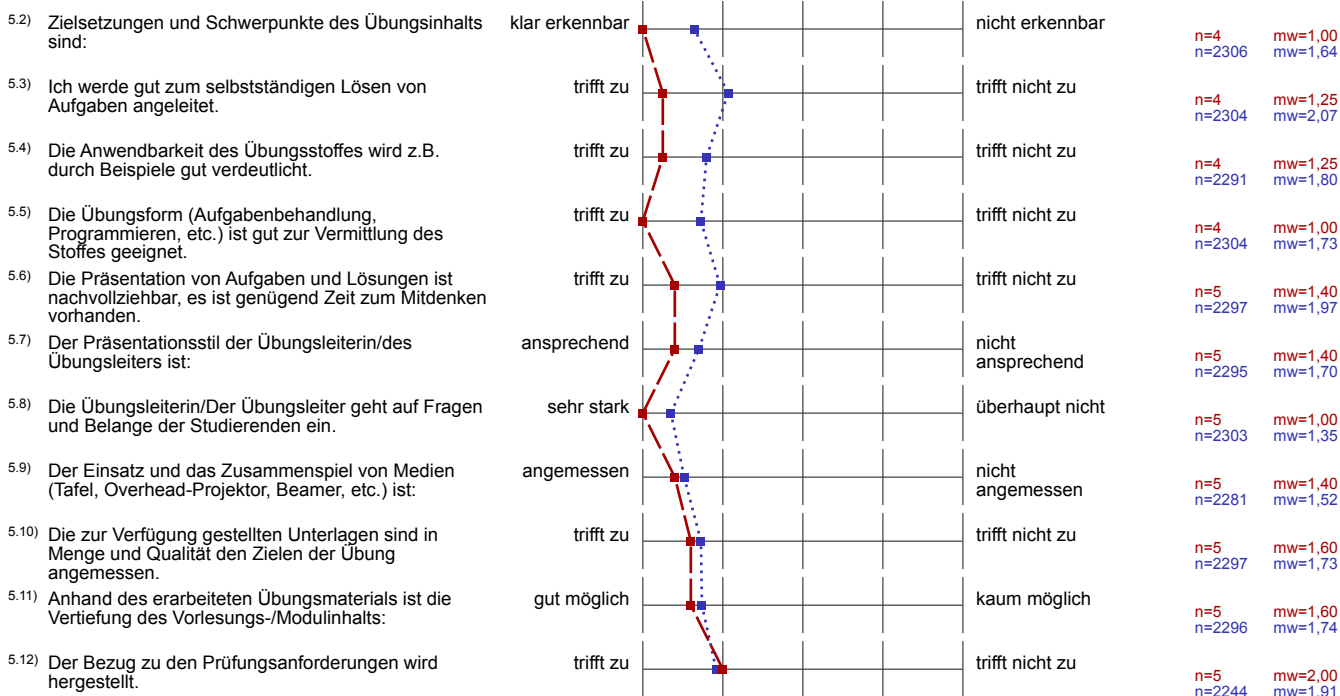 5.2) Zielsetzungen und Schwerpunkte des Übungsinhalts
sind:
klar erkennbar
nicht erkennbar
n=4 mw=1,00
n=2306 mw=1,64
5.3) Ich werde gut zum selbstständigen Lösen von
Aufgaben angeleitet.
trifft zu
trifft nicht zu
n=4 mw=1,25
n=2304 mw=2,07
5.4) Die Anwendbarkeit des Übungsstoffes wird z.B.
durch Beispiele gut verdeutlicht.
trifft zu
trifft nicht zu
n=4 mw=1,25
n=2291 mw=1,80
5.5) Die Übungsform (Aufgabenbehandlung,
Programmieren, etc.) ist gut zur Vermittlung des
Stoffes geeignet.
trifft zu
trifft nicht zu
n=4 mw=1,00
n=2304 mw=1,73
5.6) Die Präsentation von Aufgaben und Lösungen ist
nachvollziehbar, es ist genügend Zeit zum Mitdenken
vorhanden.
trifft zu
trifft nicht zu
n=5 mw=1,40
n=2297 mw=1,97
5.7) Der Präsentationsstil der Übungsleiterin/des
Übungsleiters ist:
ansprechend
nicht
ansprechend
n=5 mw=1,40
n=2295 mw=1,70
5.8) Die Übungsleiterin/Der Übungsleiter geht auf Fragen
und Belange der Studierenden ein.
sehr stark
überhaupt nicht
n=5 mw=1,00
n=2303 mw=1,35
5.9) Der Einsatz und das Zusammenspiel von Medien
(Tafel, Overhead-Projektor, Beamer, etc.) ist:
angemessen
nicht
angemessen
n=5 mw=1,40
n=2281 mw=1,52
5.10) Die zur Verfügung gestellten Unterlagen sind in
Menge und Qualität den Zielen der Übung
angemessen.
trifft zu
trifft nicht zu
n=5 mw=1,60
n=2297 mw=1,73
5.11) Anhand des erarbeiteten Übungsmaterials ist die
Vertiefung des Vorlesungs-/Modulinhalts:
gut möglich
kaum möglich
n=5 mw=1,60
n=2296 mw=1,74
5.12) Der Bezug zu den Prüfungsanforderungen wird
hergestellt.
trifft zu
trifft nicht zu
n=5 mw=2,00
n=2244 mw=1,91